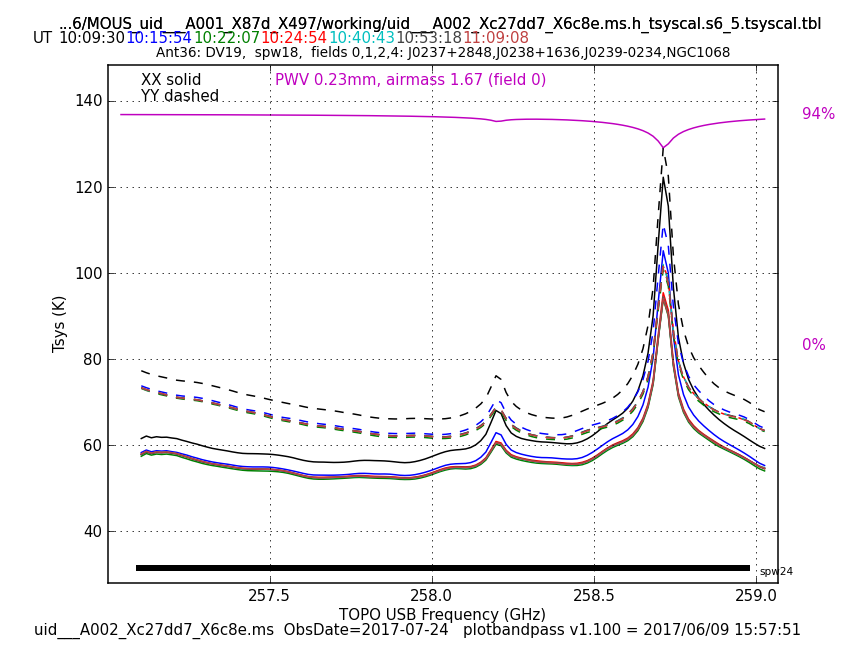 ...6/MOUS_uid___A001_X87d_X497/working/uid___A002_Xc27dd7_X6c8e.ms.h_tsyscal.s6_5.tsyscal.tbl
UT 10:09:30 10:15:54 10:22:07 10:24:54 10:40:43 10:53:18 11:09:08
Ant36: DV19,  spw18,  fields 0,1,2,4: J0237+2848,J0238+1636,J0239-0234,NGC1068
XX solid
PWV 0.23mm, airmass 1.67 (field 0)
YY dashed
140
120
100
80
60
40
94%
0%
Tsys (K)
spw24
257.5
258.0
258.5
259.0
TOPO USB Frequency (GHz)
uid___A002_Xc27dd7_X6c8e.ms  ObsDate=2017-07-24   plotbandpass v1.100 = 2017/06/09 15:57:51